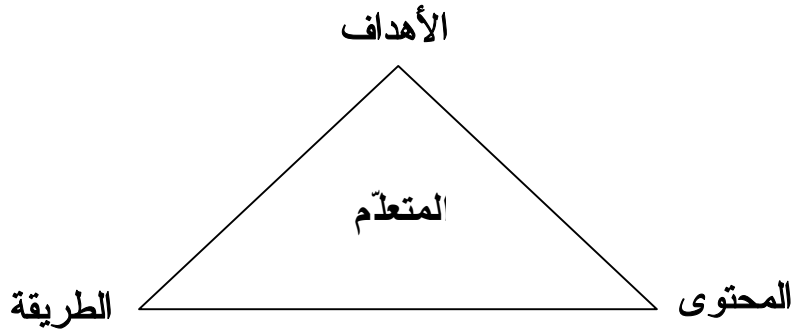 الأهداف
المتعلّم
المحتوى
الطريقة